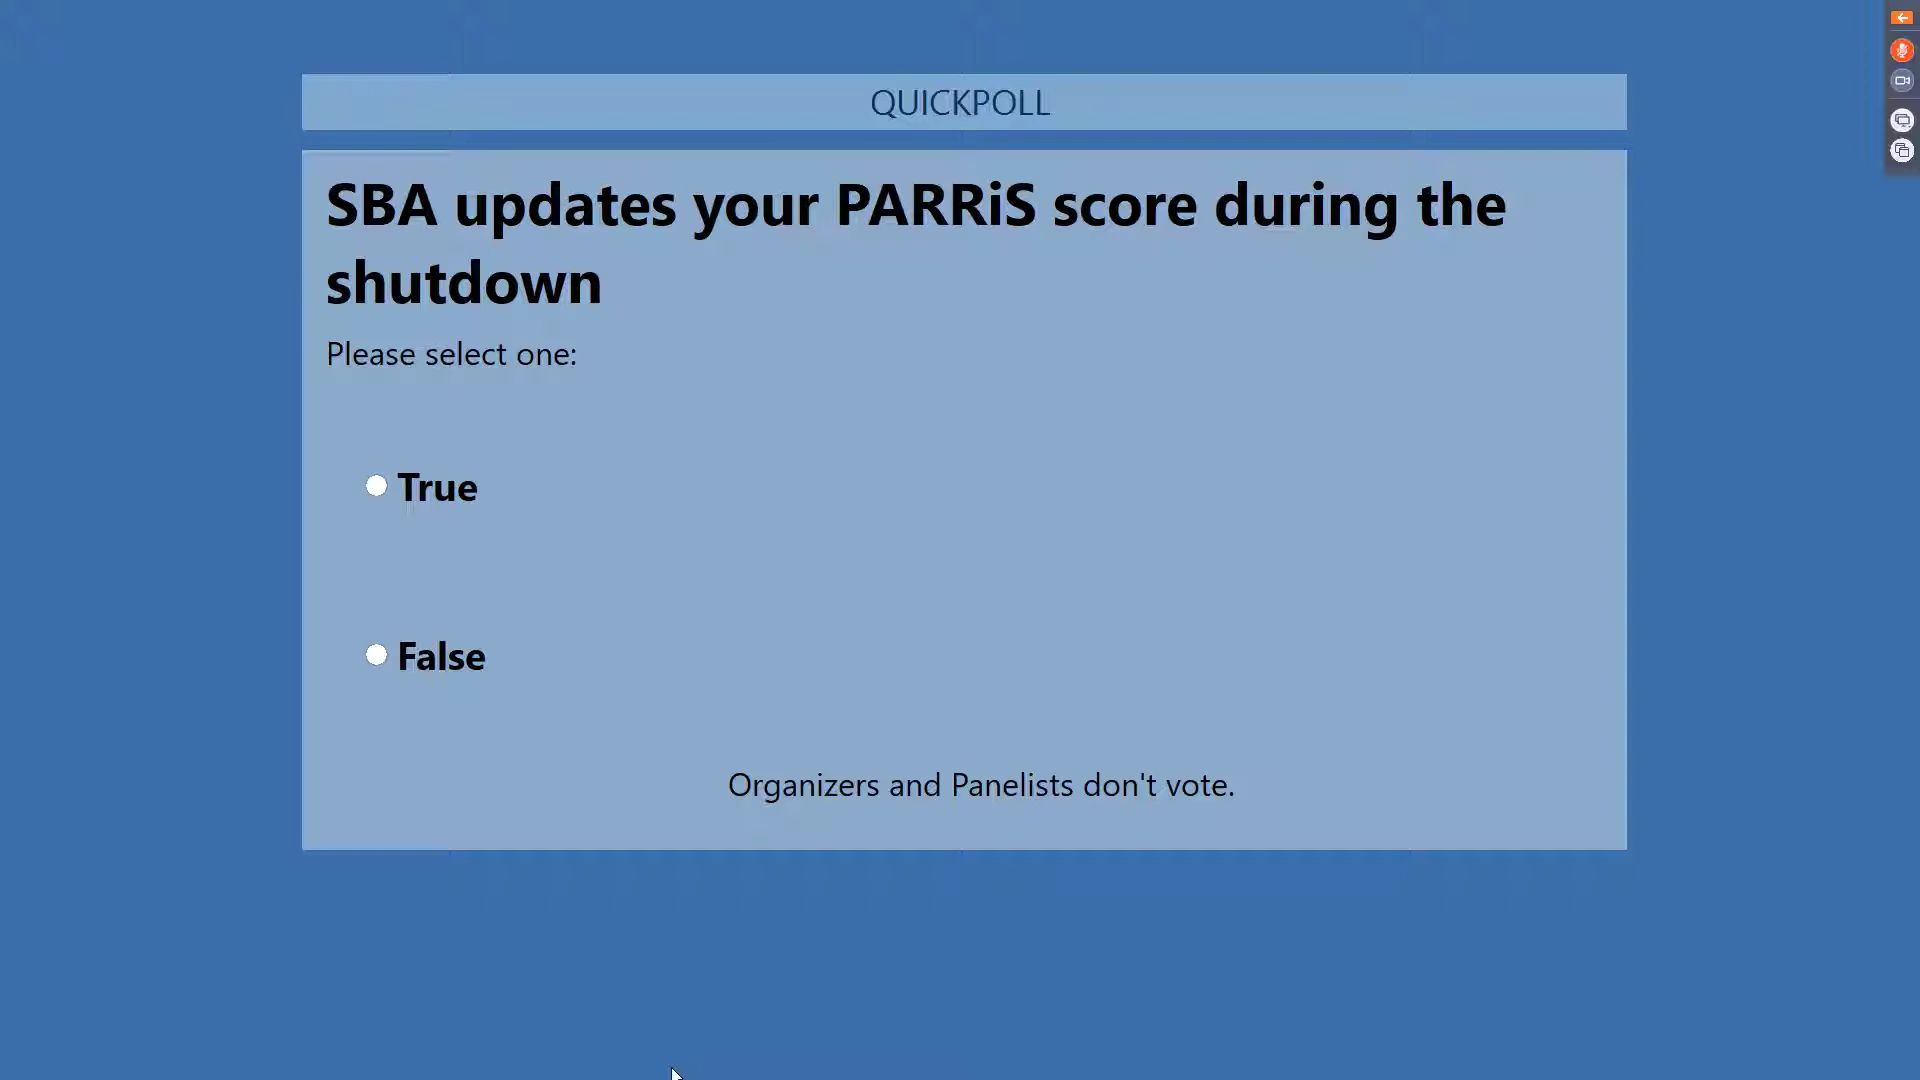 QUICKPOLL
SBA updates your PARRiS score during the
shutdown
Please select one:
True
False
Organizers and Panelists don't vote.